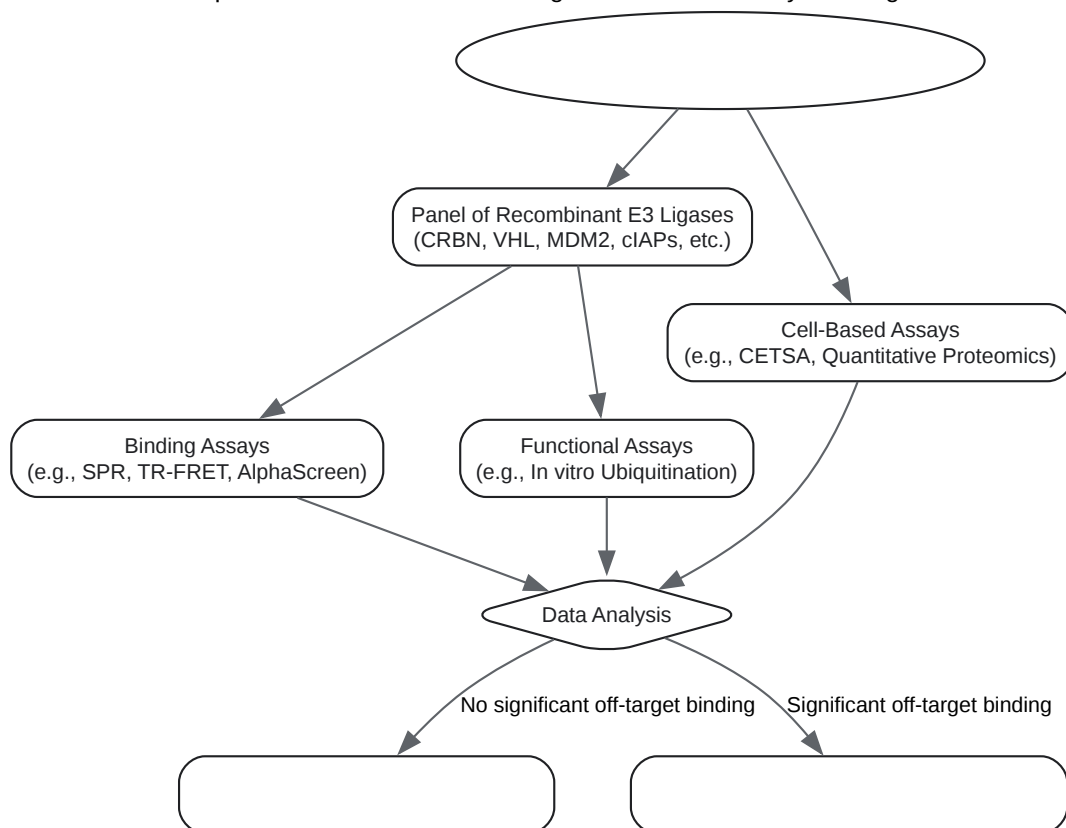 Panel of Recombinant E3 Ligases
(CRBN, VHL, MDM2, cIAPs, etc.)
Cell-Based Assays
(e.g., CETSA, Quantitative Proteomics)
Binding Assays
(e.g., SPR, TR-FRET, AlphaScreen)
Functional Assays
(e.g., In vitro Ubiquitination)
Data Analysis
No significant off-target binding
Significant off-target binding